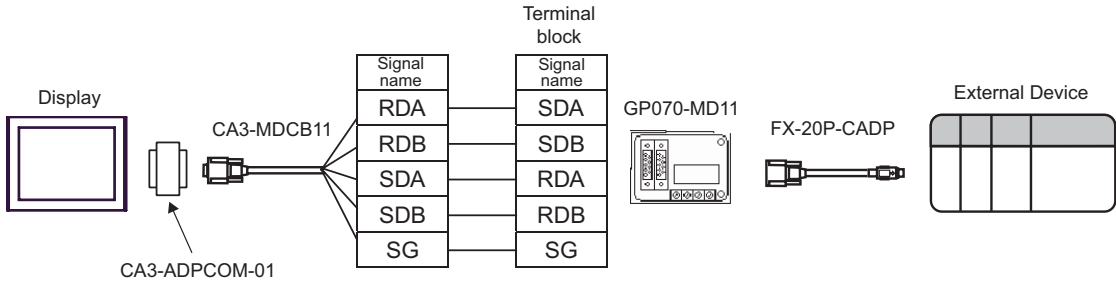 Terminal
block
Signal
name
Signal
name
Display
CA3-MDCB11
GP070-MD11
FX-20P-CADP
External Device
RDA
SDA
RDB
SDB
SDA
RDA
SDB
RDB
SG
SG
CA3-ADPCOM-01